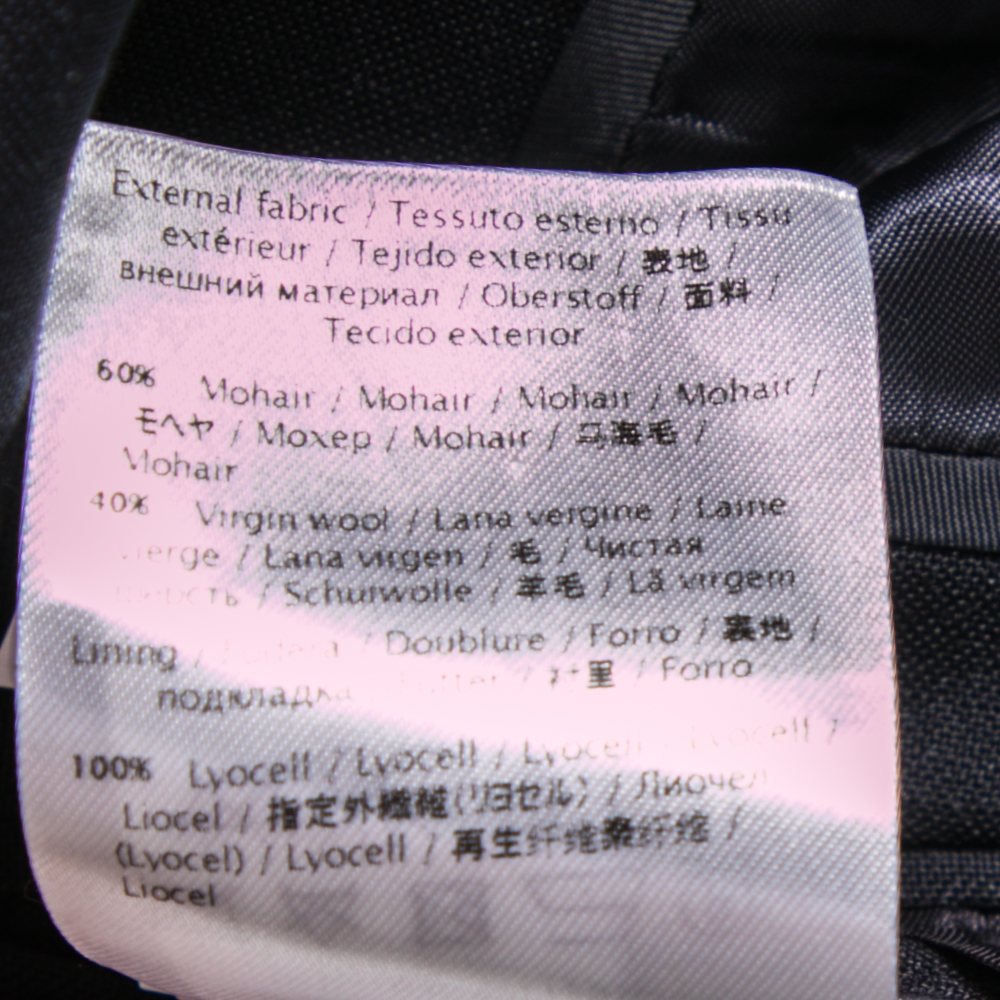 External fabric / Tessuto esterno / Tissu
extérieur / Tejido exterior / 表地 /
внешний материал / Oberstoff / 面料 /
Tecido exterior
60% Mohair / Mohair / Mohair / Mohair /
モヘヤ / Мохер / Mohair / 马海毛 /
Mohair
40% Virgin wool / Lana vergine / Laine
vierge / Lana virgen / 毛 / Чистая
шерсть / Schurwolle / 羊毛 / Lã virgem
Lining / Fodera / Doublure / Forro / 裏地 /
подкладка / Futter / 衬里 / Forro
100% Lyocell / Lyocell / Lyocell / Lyocell /
Liocel / 指定外繊維(リヨセル) / Лиоцел
(Lyocel) / Lyocell / 再生纤维素纤维 /
Liocel